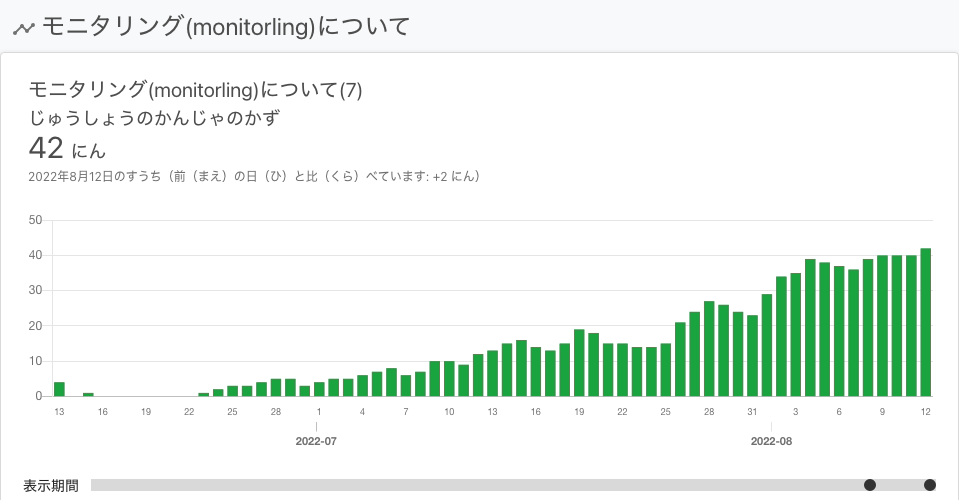 モニタリング(monitorling)について
モニタリング(monitorling)について(7)
じゅうしょうのかんじゃのかず
42 にん
2022年8月12日のすうち（前（まえ）の日（ひ）と比（くら）べています: +2 にん）
50
40
30
20
10
0
13 16 19 22 25 28 1 4 7 10 13 16 19 22 25 28 31 3 6 9 12
2022-07 2022-08
表示期間